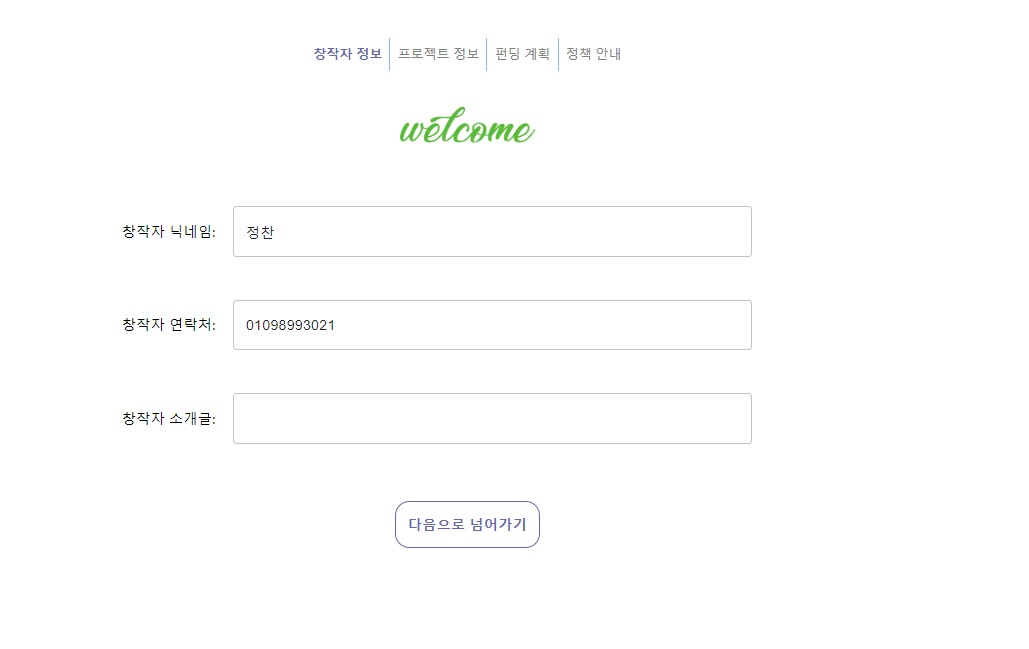 창작자 정보 프로젝트 정보 펀딩 계획 정책 안내
welcome
창작자 닉네임: 정찬
창작자 연락처: 01098993021
창작자 소개글:
다음으로 넘어가기